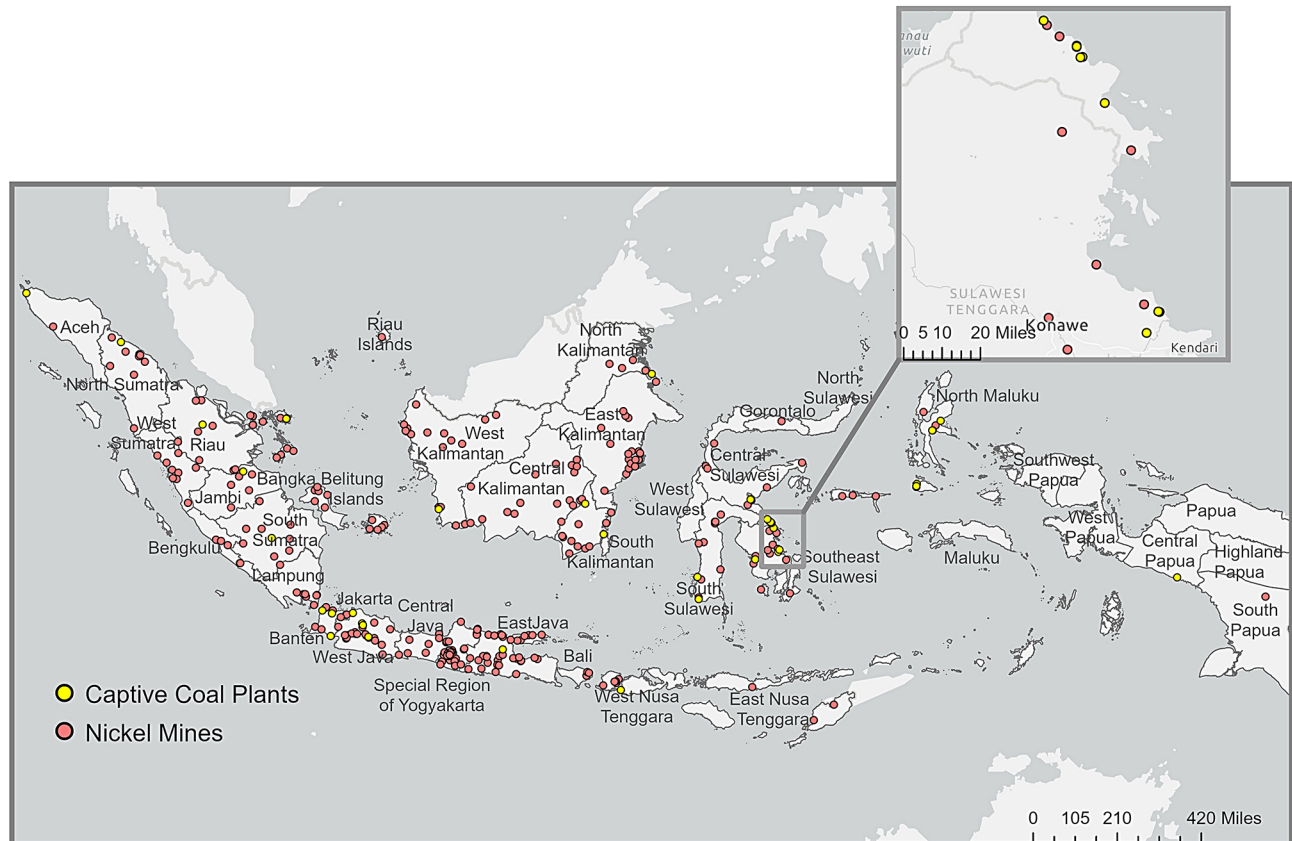 anau
wuti
SULAWESI
TENGGARA
Konawe
0 5 10 20 Miles
Kendari
Aceh
Riau
Islands
North
Kalimantan
North Sumatra
North
Sulawesi
North Maluku
Gorontalo
West
Sumatra
Riau
West
Kalimantan
East
Kalimantan
Central
Sulawesi
Southwest
Papua
Central
Kalimantan
Bangka Belitung
Islands
Jambi
West
Sulawesi
Papua
South
Sumatra
West
Papua
Central
Papua
Highland
Papua
Bengkulu
South
Kalimantan
Southeast
Sulawesi
Maluku
Lampung
South
Sulawesi
South
Papua
Jakarta
Central
Java
EastJava
Banten
West Java
Bali
Special Region
of Yogyakarta
West Nusa
Tenggara
East Nusa
Tenggara
Captive Coal Plants
Nickel Mines
0 105 210 420 Miles